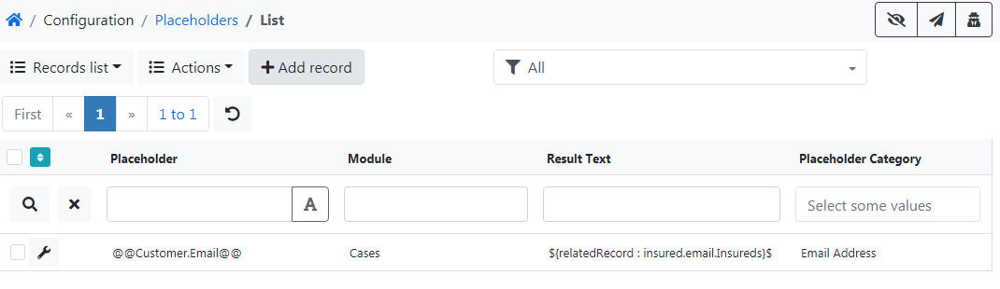 / Configuration / Placeholders / List
Records list Actions Add record All
First « 1 » 1 to 1
Placeholder Module Result Text Placeholder Category
A Select some values
@@Customer.Email@@ Cases ${relatedRecord : insured.email.Insureds}$ Email Address